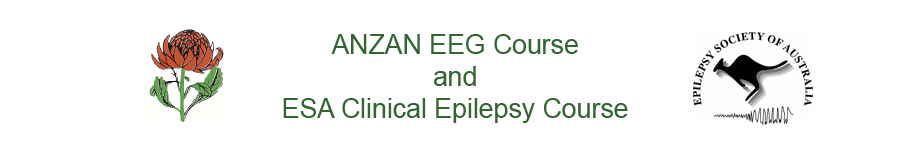 ANZAN EEG Course
and
ESA Clinical Epilepsy Course
EPILEPSY SOCIETY OF AUSTRALIA